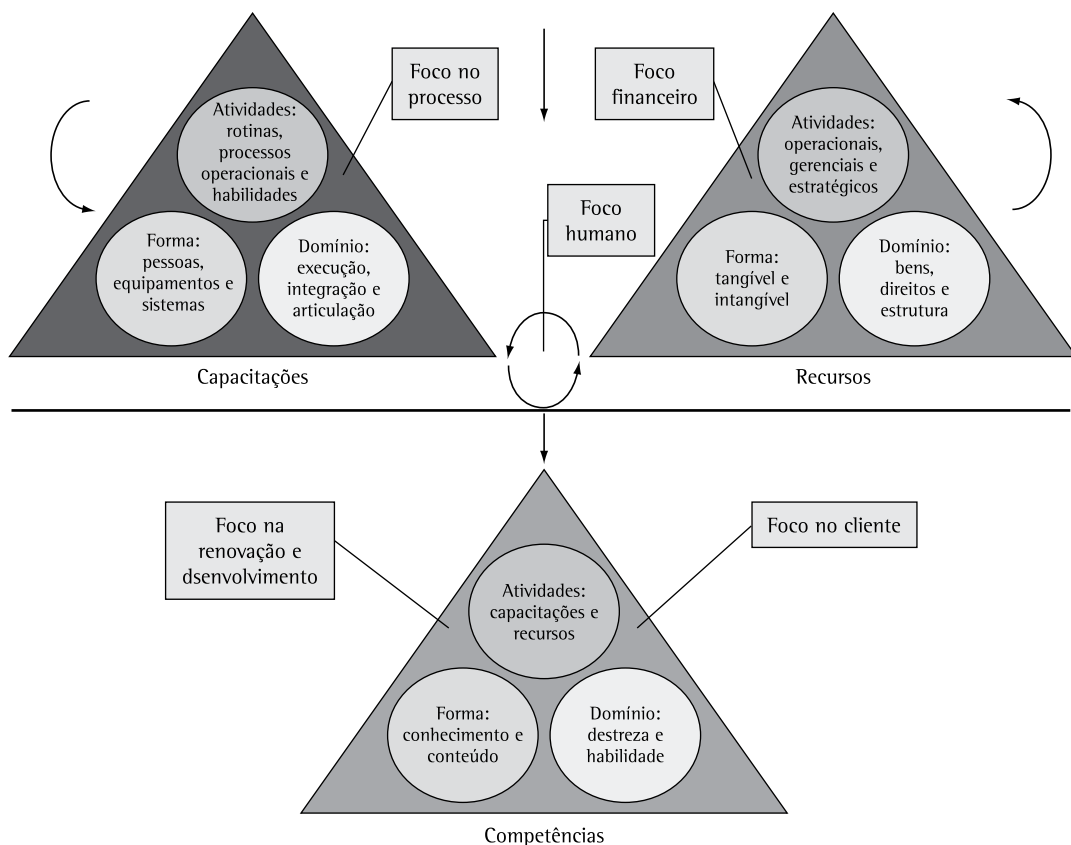 Foco no
processo
Atividades:
rotinas,
processos
operacionais e
habilidades
Forma:
pessoas,
equipamentos e
sistemas
Domínio:
execução,
integração e
articulação
Capacitações
Foco
humano
Foco
financeiro
Atividades:
operacionais,
gerenciais e
estratégicos
Forma:
tangível e
intangível
Domínio:
bens,
direitos e
estrutura
Recursos
Foco na
renovação e
dsenvolvimento
Foco no cliente
Atividades:
capacitações e
recursos
Forma:
conhecimento e
conteúdo
Domínio:
destreza e
habilidade
Competências